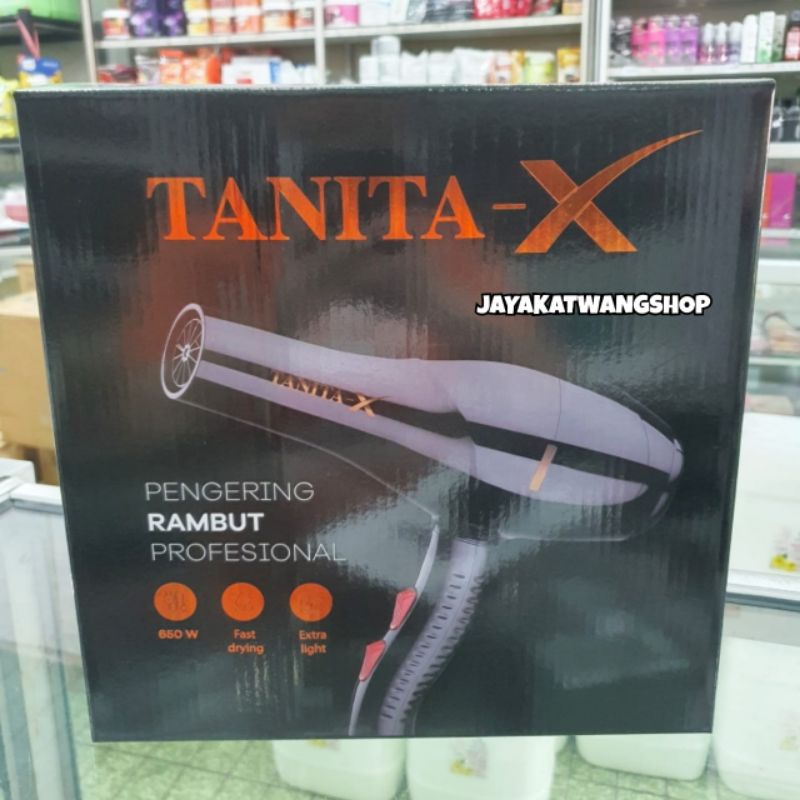 TANITA-X
JAYAKATWANGSHOP
TANITA-X
PENGERING
RAMBUT
PROFESIONAL
650 W
Fast
drying
Extra
light